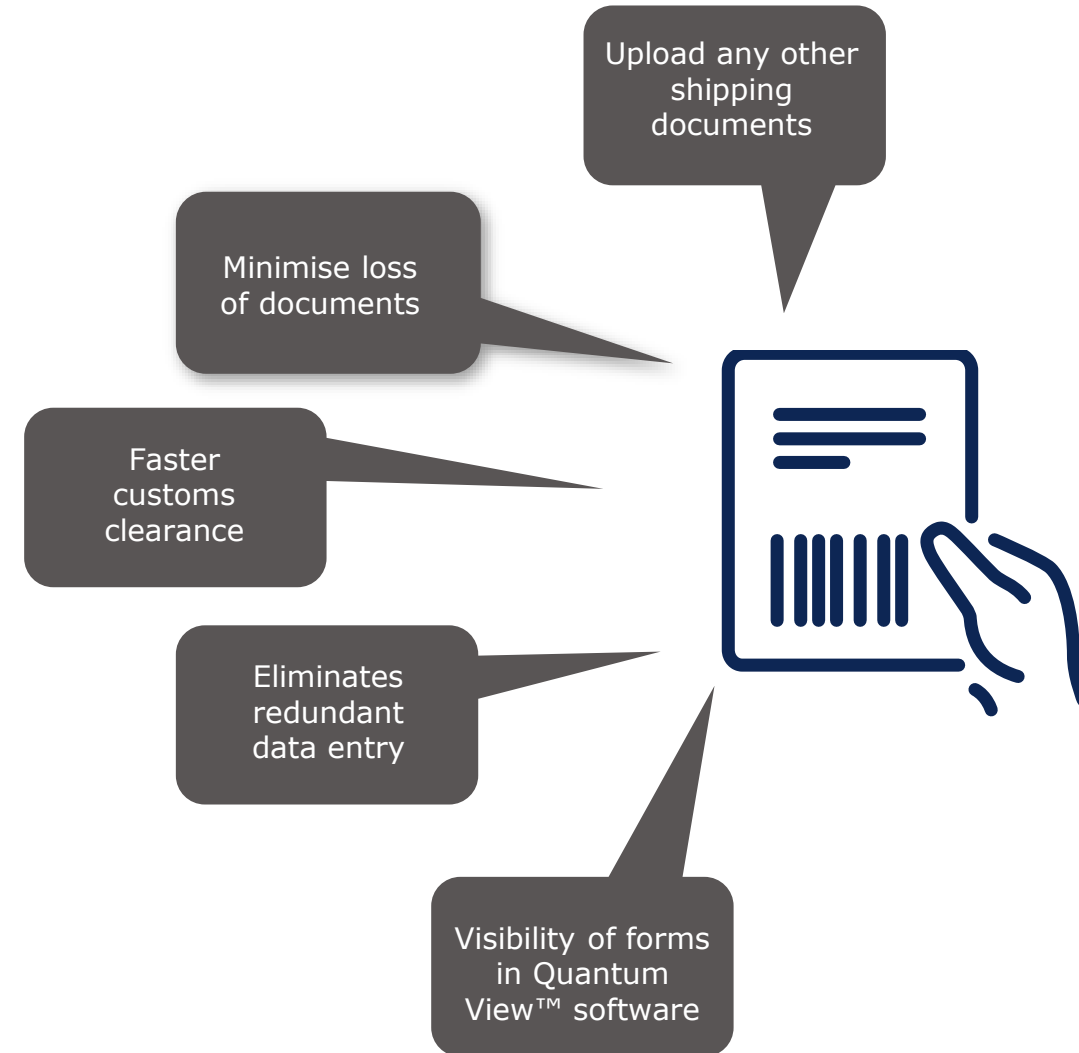 Upload any other
shipping
documents
Minimise loss
of documents
Faster
customs
clearance
Eliminates
redundant
data entry
Visibility of forms
in Quantum
View™ software